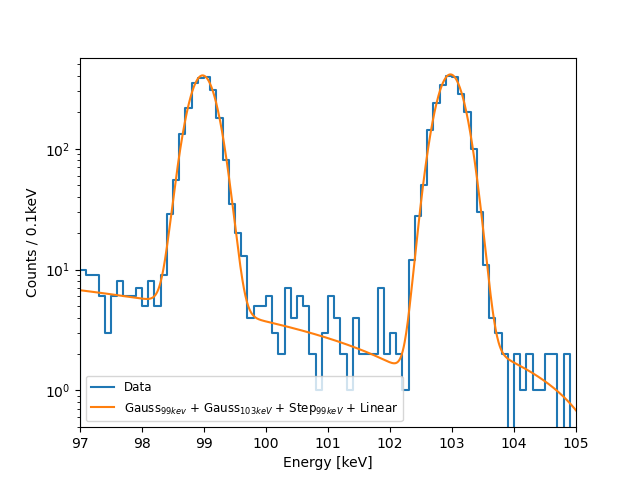 10²
10¹
10⁰
Counts / 0.1keV
Data
Gauss₉₉ₖₑᵥ + Gauss₁₀₃ₖₑV + Step₉₉ₖₑV + Linear
97 98 99 100 101 102 103 104 105
Energy [keV]